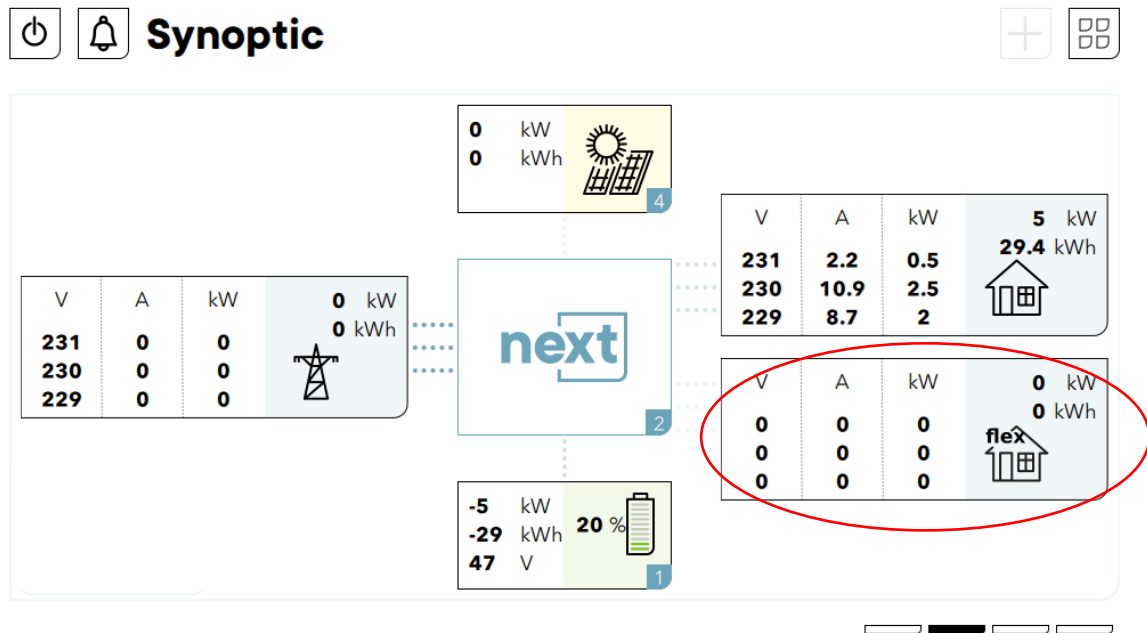 Synoptic
0 kW
0 kWh
4
V A kW 5 kW
29.4 kWh
231 2.2 0.5
230 10.9 2.5
229 8.7 2
V A kW 0 kW
0 kWh
231 0 0
230 0 0
229 0 0
next
2
V A kW 0 kW
0 kWh
0 0 0
flex
0 0 0
0 0 0
-5 kW
-29 kWh
47 V
20 %
1